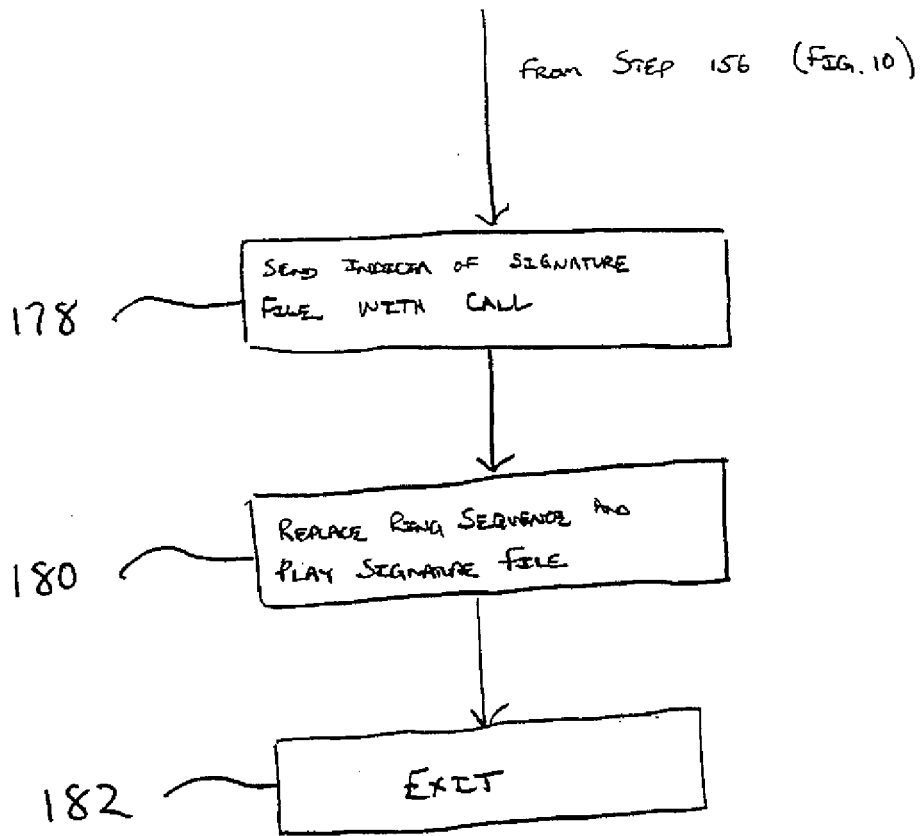 From Step 156 (Fig. 10)
Send Indicia of Signature
File with Call
178
Replace Ring Sequence and
Play Signature File
180
Exit
182